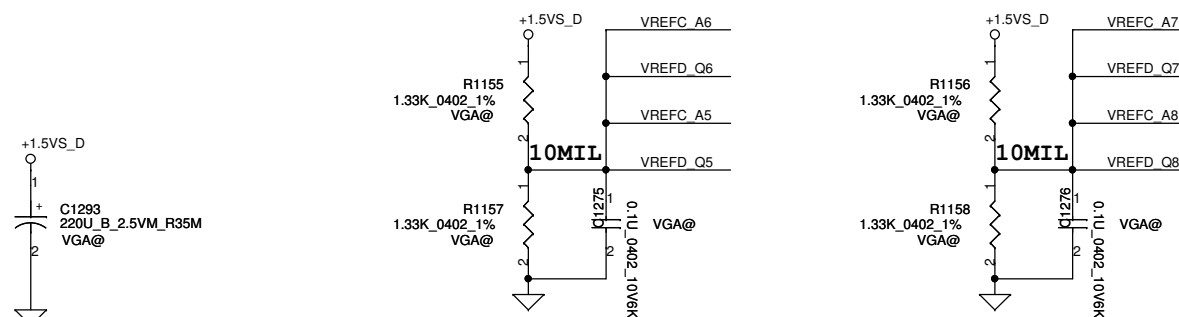 +1.5VS_D
1
+
C1293
220U_B_2.5VM_R35M
VGA@
2
+1.5VS_D
1
R1155
1.33K_0402_1%
VGA@
2
10MIL
1
R1157
1.33K_0402_1%
VGA@
2
VREFC_A6
VREFD_Q6
VREFC_A5
VREFD_Q5
C1275
1
2
0.1U_0402_10V6K
VGA@
+1.5VS_D
1
R1156
1.33K_0402_1%
VGA@
2
10MIL
1
R1158
1.33K_0402_1%
VGA@
2
VREFC_A7
VREFD_Q7
VREFC_A8
VREFD_Q8
C1276
1
2
0.1U_0402_10V6K
VGA@